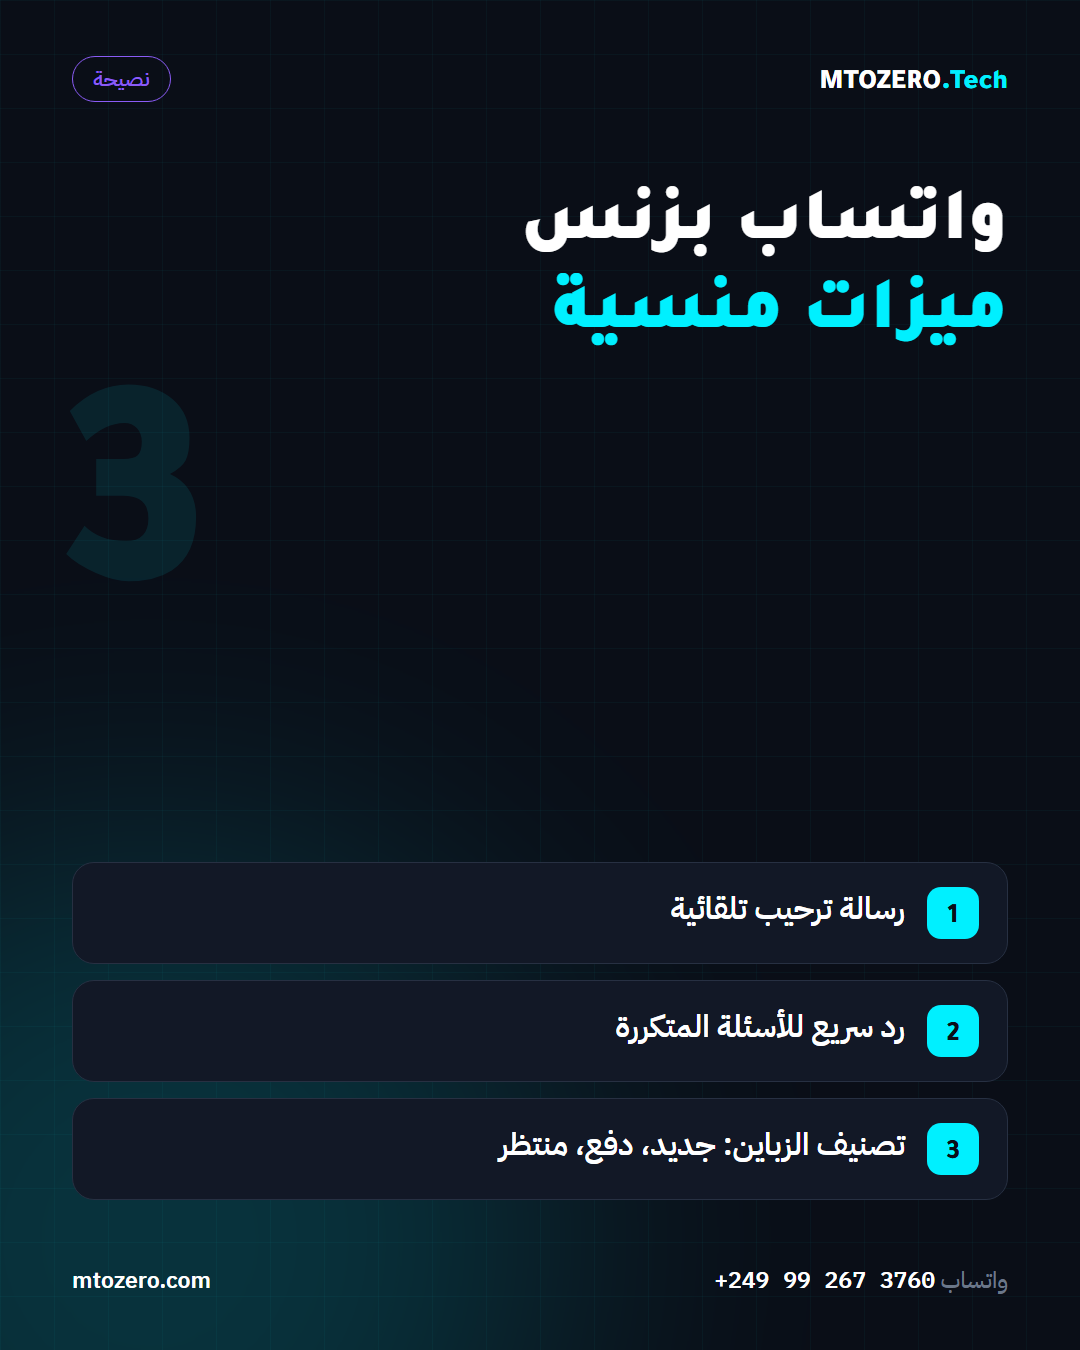 MTOZERO.Tech
نصيحة
واتساب بزنس
ميزات منسية
3
1 رسالة ترحيب تلقائية
2 رد سريع للأسئلة المتكررة
3 تصنيف الزباين: جديد، دفع، منتظر
واتساب +249 99 267 3760
mtozero.com